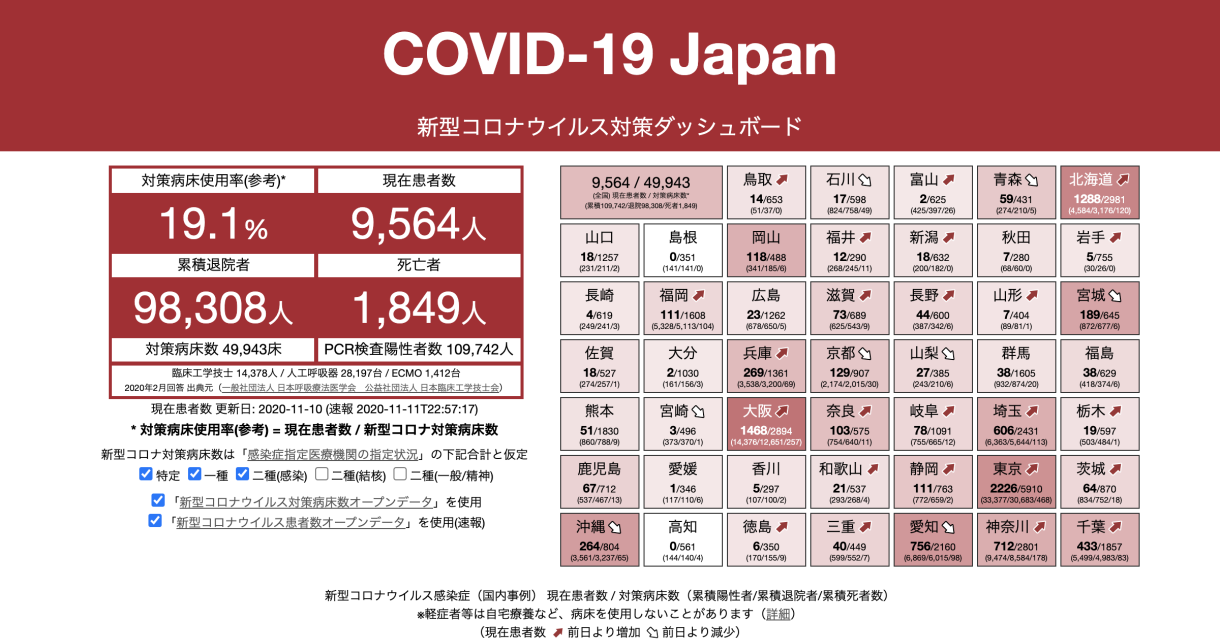 COVID-19 Japan
新型コロナウイルス対策ダッシュボード
対策病床使用率(参考)*
現在患者数
19.1%
9,564人
累積退院者
死亡者
98,308人
1,849人
対策病床数 49,943床
PCR検査陽性者数 109,742人
臨床工学技士 14,378人 / 人工呼吸器 28,197台 / ECMO 1,412台
2020年2月回答 出典元（一般社団法人 日本呼吸療法医学会　公益社団法人 日本臨床工学技士会）
現在患者数 更新日: 2020-11-10 (速報 2020-11-11T22:57:17)
* 対策病床使用率(参考) = 現在患者数 / 新型コロナ対策病床数
新型コロナウイルス対策病床数は「感染症指定医療機関の指定状況」の下記合計と仮定
特定 一種 二種(感染) 二種(結核) 二種(一般/精神)
「新型コロナウイルス対策病床数オープンデータ」を使用
「新型コロナウイルス患者数オープンデータ」を使用(速報)
9,564 / 49,943
(全国) 現在患者数 / 対策病床数*
(累積109,742/退院98,308/死者1,849)
鳥取
14/653
(51/37/0)
石川
17/598
(824/758/49)
富山
2/625
(425/397/26)
青森
59/431
(274/210/5)
北海道
1288/2981
(4,584/3,176/120)
山口
18/1257
(231/211/2)
島根
0/351
(141/141/0)
岡山
118/488
(341/185/6)
福井
12/290
(268/245/11)
新潟
18/632
(200/182/0)
秋田
7/280
(68/60/0)
岩手
5/755
(30/26/0)
長崎
4/619
(249/241/3)
福岡
111/1608
(5,328/5,113/104)
広島
23/1262
(678/650/5)
滋賀
73/689
(625/543/9)
長野
44/600
(387/342/6)
山形
7/404
(89/81/1)
宮城
189/645
(872/677/6)
佐賀
18/527
(274/257/1)
大分
2/1030
(161/156/3)
兵庫
269/1361
(3,538/3,200/69)
京都
129/907
(2,174/2,015/30)
山梨
27/385
(243/210/6)
群馬
38/1605
(932/874/20)
福島
38/629
(418/374/6)
熊本
51/1830
(860/788/9)
宮崎
3/496
(373/370/1)
大阪
1468/2894
(14,376/12,651/257)
奈良
103/575
(754/640/11)
岐阜
78/1091
(755/665/12)
埼玉
606/2431
(6,363/5,644/113)
栃木
19/597
(503/484/1)
鹿児島
67/712
(537/467/13)
愛媛
1/346
(117/110/6)
香川
5/297
(107/100/2)
和歌山
21/537
(293/268/4)
静岡
111/763
(772/659/2)
東京
2226/5910
(33,377/30,683/468)
茨城
64/870
(834/752/18)
沖縄
264/804
(3,561/3,237/65)
高知
0/561
(144/140/4)
徳島
6/350
(170/155/9)
三重
40/449
(599/552/7)
愛知
756/2160
(6,869/6,015/98)
神奈川
712/2801
(9,474/8,584/178)
千葉
433/1857
(5,499/4,983/83)
新型コロナウイルス感染症（国内事例） 現在患者数 / 対策病床数（累積陽性者/累積退院者/累積死者数）
※軽症者等は自宅療養など、病床を使用しないことがあります（詳細）
（現在患者数 前日より増加 前日より減少）